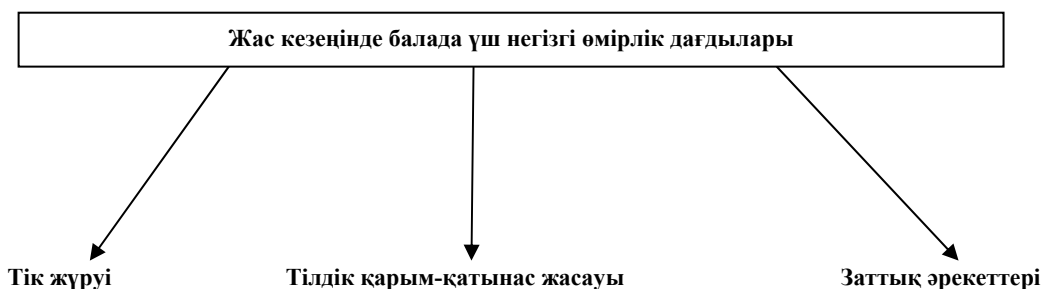 Жас кезеңінде балада үш негізгі өмірлік дағдылары
Тік жүруі
Тілдік қарым-қатынас жасауы
Заттық әрекеттері